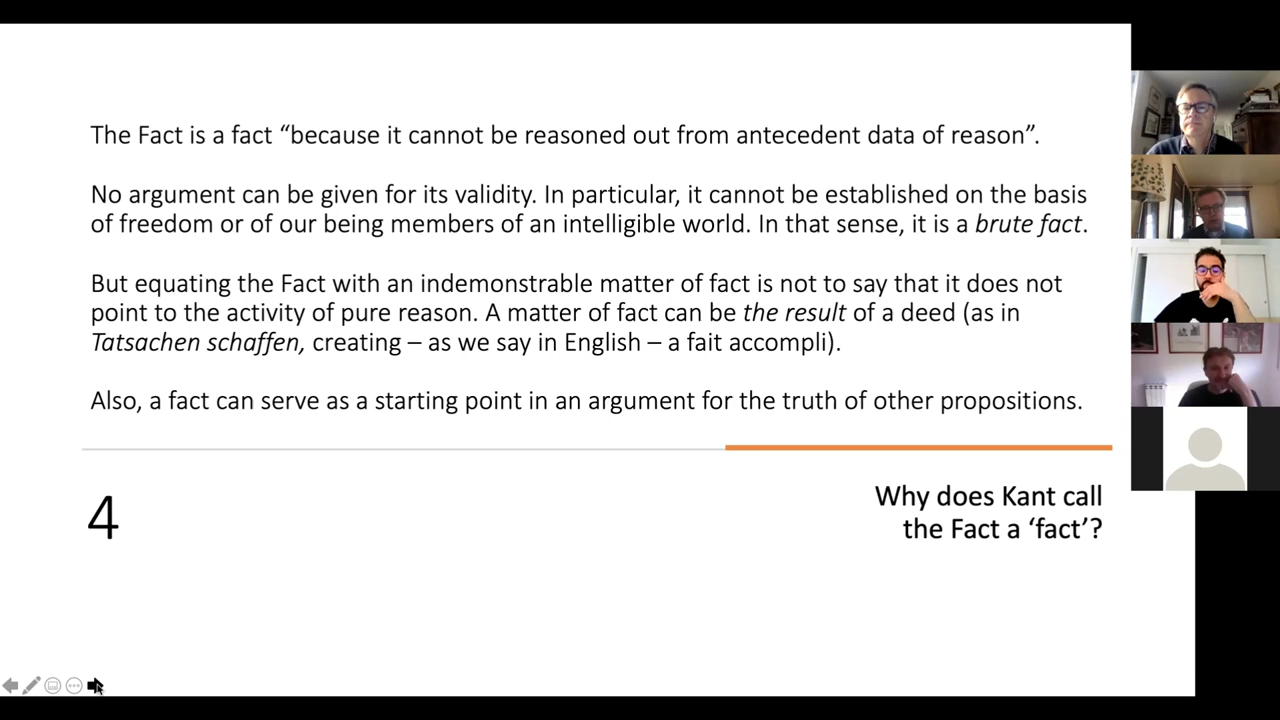 The Fact is a fact “because it cannot be reasoned out from antecedent data of reason”.
No argument can be given for its validity. In particular, it cannot be established on the basis
of freedom or of our being members of an intelligible world. In that sense, it is a brute fact.
But equating the Fact with an indemonstrable matter of fact is not to say that it does not
point to the activity of pure reason. A matter of fact can be the result of a deed (as in
Tatsachen schaffen, creating – as we say in English – a fait accompli).
Also, a fact can serve as a starting point in an argument for the truth of other propositions.
4
Why does Kant call
the Fact a ‘fact’?